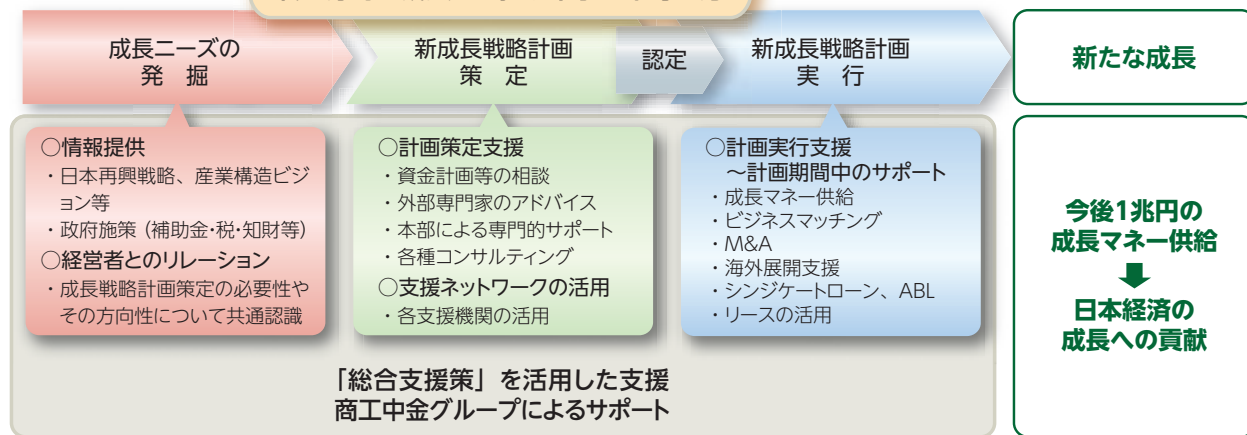 成長ニーズの
発　掘
新成長戦略計画
策　定
認定
新成長戦略計画
実　行
新たな成長
○情報提供
・日本再興戦略、産業構造ビジ
ョン等
・政府施策（補助金・税・知財等）
○経営者とのリレーション
・成長戦略計画策定の必要性や
その方向性について共通認識
○計画策定支援
・資金計画等の相談
・外部専門家のアドバイス
・本部による専門的サポート
・各種コンサルティング
○支援ネットワークの活用
・各支援機関の活用
○計画実行支援
～計画期間中のサポート
・成長マネー供給
・ビジネスマッチング
・M&A
・海外展開支援
・シンジケートローン、ABL
・リースの活用
「総合支援策」を活用した支援
商工中金グループによるサポート
今後1兆円の
成長マネー供給
日本経済の
成長への貢献